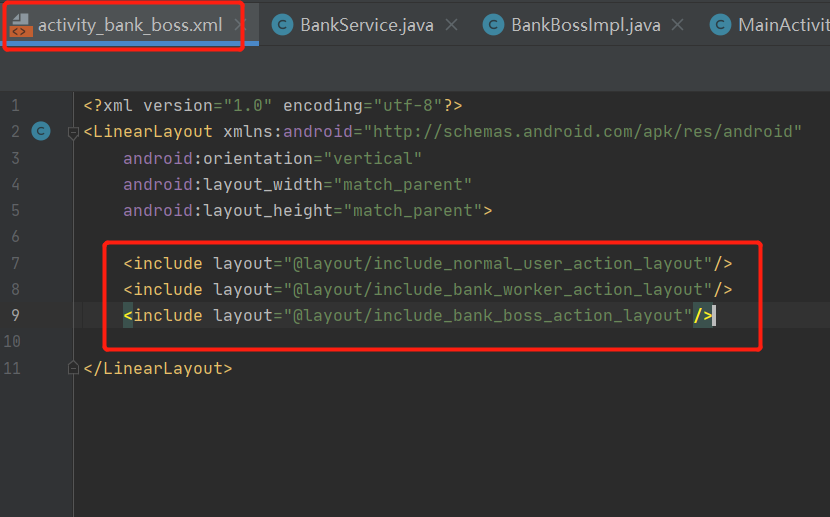 activity_bank_boss.xml BankService.java BankBossImpl.java MainActivit
1 <?xml version="1.0" encoding="utf-8"?>
2 <LinearLayout xmlns:android="http://schemas.android.com/apk/res/android"
3 android:orientation="vertical"
4 android:layout_width="match_parent"
5 android:layout_height="match_parent">
6
7 <include layout="@layout/include_normal_user_action_layout"/>
8 <include layout="@layout/include_bank_worker_action_layout"/>
9 <include layout="@layout/include_bank_boss_action_layout"/>
10
11 </LinearLayout>